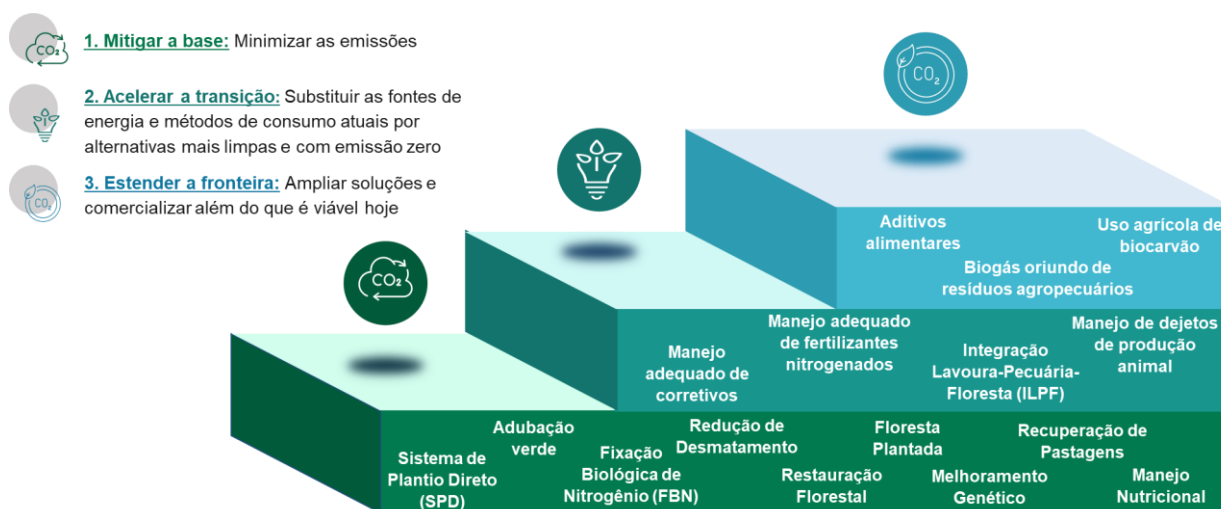 CO₂
1. Mitigar a base: Minimizar as emissões
2. Acelerar a transição: Substituir as fontes de
energia e métodos de consumo atuais por
alternativas mais limpas e com emissão zero
CO₂
3. Estender a fronteira: Ampliar soluções e
comercializar além do que é viável hoje
CO₂
CO₂
Aditivos
alimentares
Uso agrícola de
biocarvão
Biogás oriundo de
resíduos agropecuários
Manejo
adequado de
corretivos
Manejo adequado
de fertilizantes
nitrogenados
Integração
Lavoura-Pecuária-
Floresta (ILPF)
Manejo de dejetos
de produção
animal
Sistema de
Plantio Direto
(SPD)
Adubação
verde
Fixação
Biológica de
Nitrogênio (FBN)
Redução de
Desmatamento
Restauração
Florestal
Floresta
Plantada
Melhoramento
Genético
Recuperação de
Pastagens
Manejo
Nutricional